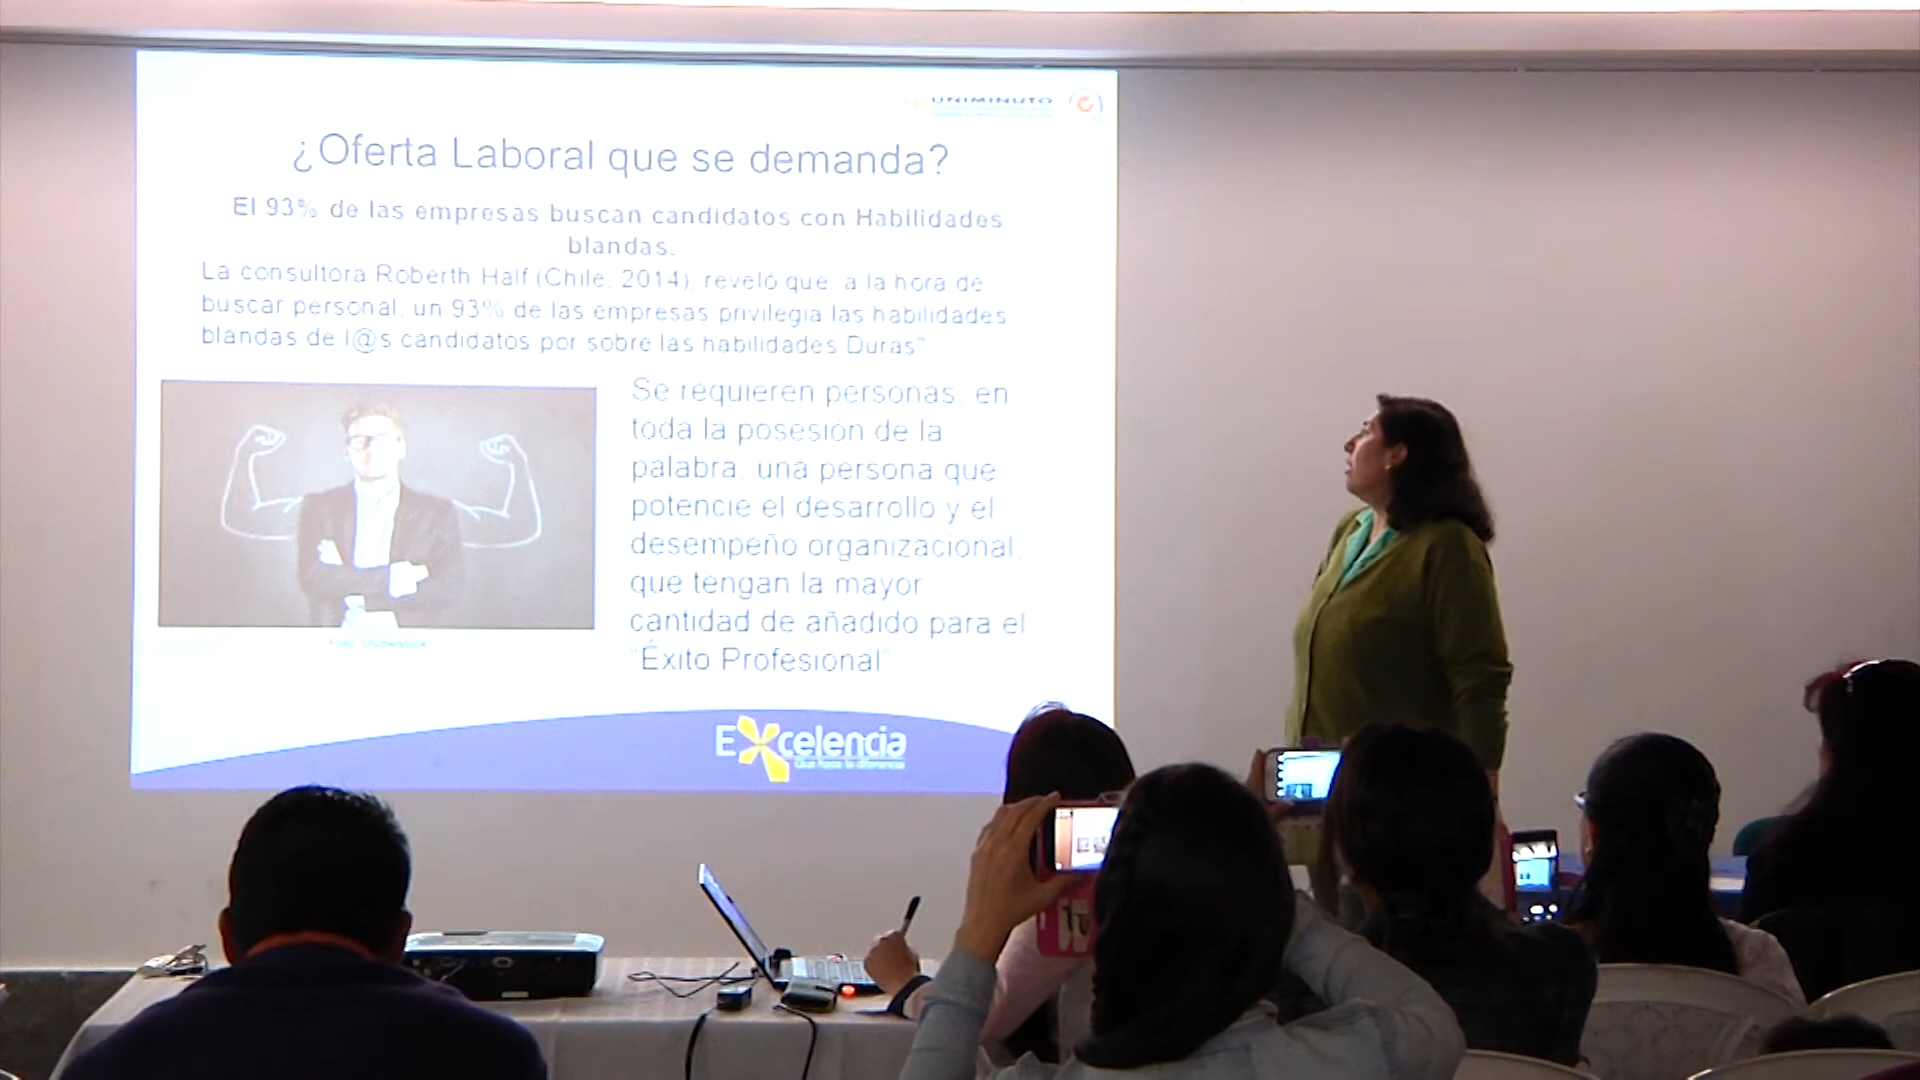 UNIMINUTO
¿Oferta Laboral que se demanda?
El 93% de las empresas buscan candidatos con Habilidades
blandas.
La consultora Roberth Half (Chile, 2014), reveló que a la hora de
buscar personal, un 93% de las empresas privilegia las habilidades
blandas de l@s candidatos por sobre las habilidades Duras"
Se requieren personas, en
toda la posesión de la
palabra, una persona que
potencie el desarrollo y el
desempeño organizacional,
que tengan la mayor
cantidad de añadido para el
"Éxito Profesional"
Excelencia
Que hace la diferencia